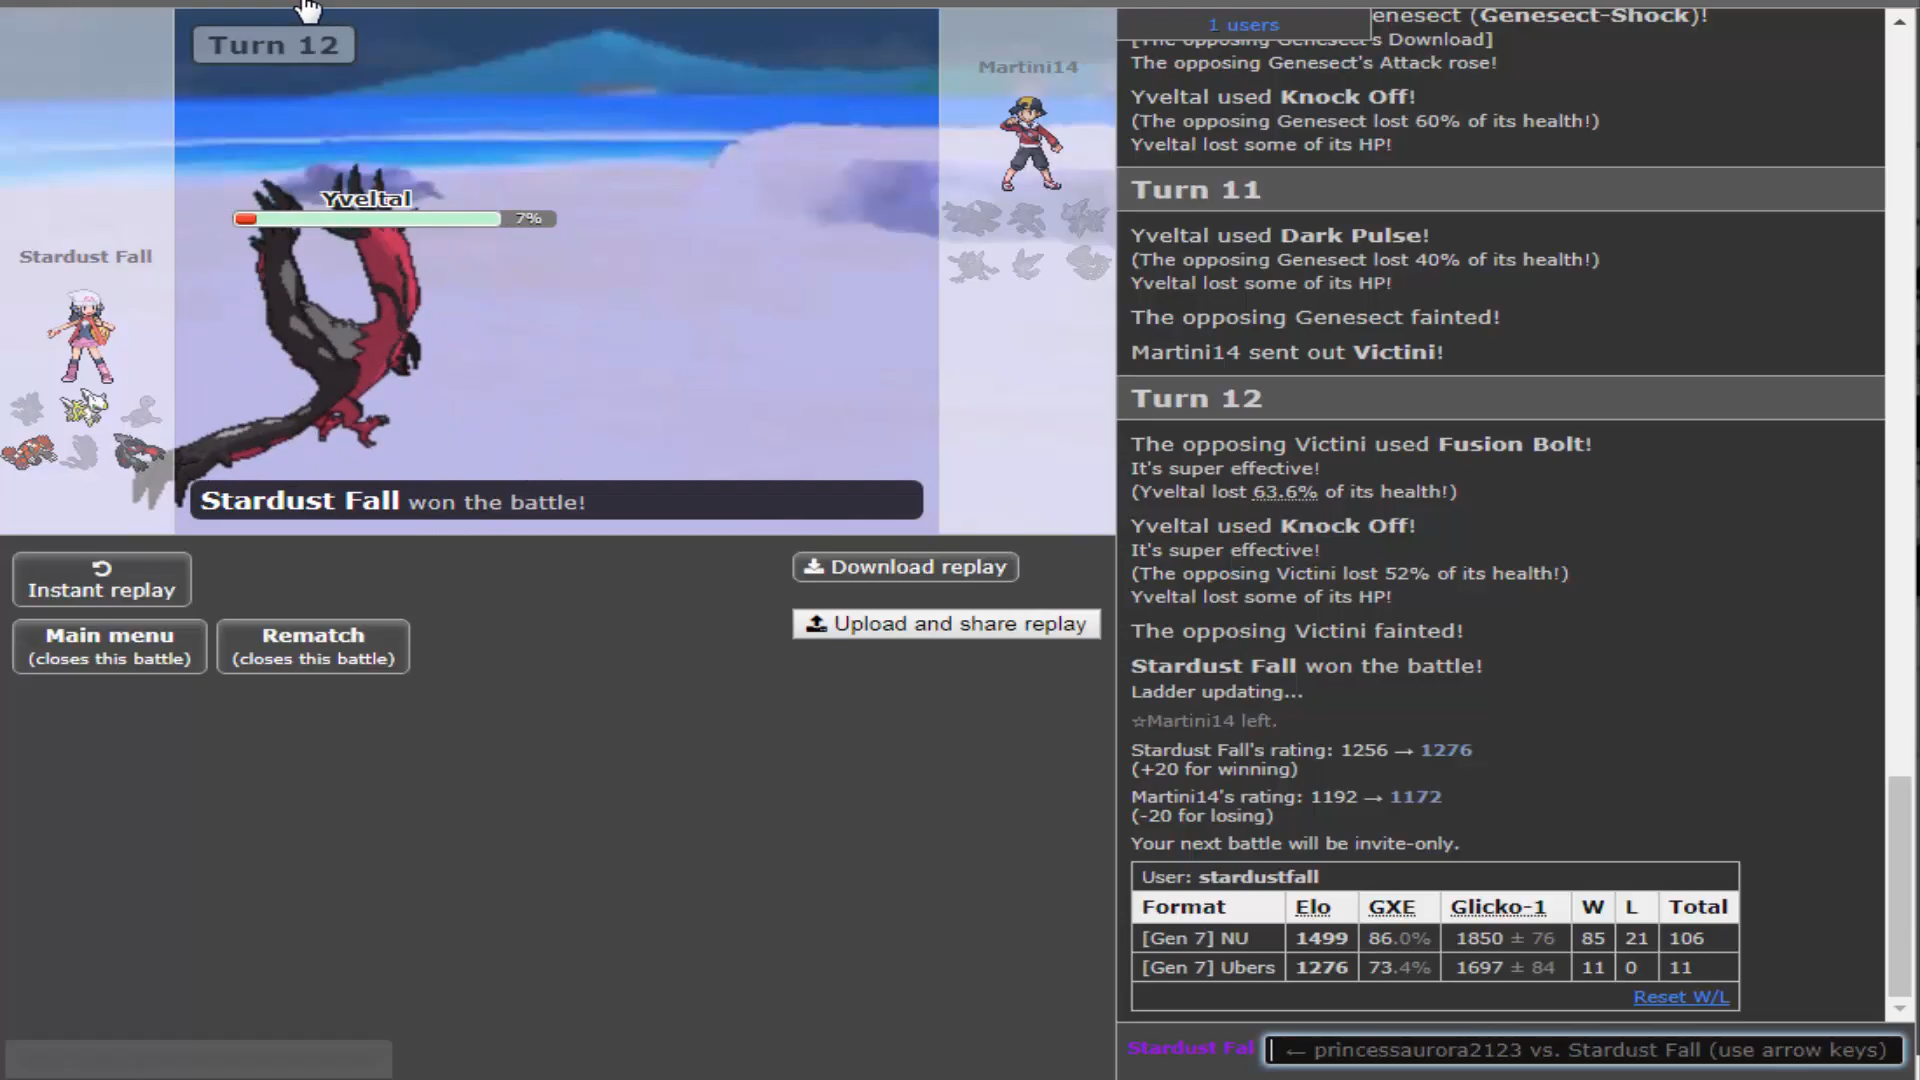 Turn 12
Martini14
Yveltal
7%
Stardust Fall
Stardust Fall won the battle!
Instant replay
Main menu
(closes this battle)
Rematch
(closes this battle)
Download replay
Upload and share replay
1 users
enesect (Genesect-Shock)!
[The opposing Genesect's Download]
The opposing Genesect's Attack rose!
Yveltal used Knock Off!
(The opposing Genesect lost 60% of its health!)
Yveltal lost some of its HP!
Turn 11
Yveltal used Dark Pulse!
(The opposing Genesect lost 40% of its health!)
Yveltal lost some of its HP!
The opposing Genesect fainted!
Martini14 sent out Victini!
Turn 12
The opposing Victini used Fusion Bolt!
It's super effective!
(Yveltal lost 63.6% of its health!)
Yveltal used Knock Off!
It's super effective!
(The opposing Victini lost 52% of its health!)
Yveltal lost some of its HP!
The opposing Victini fainted!
Stardust Fall won the battle!
Ladder updating...
☆Martini14 left.
Stardust Fall's rating: 1256 → 1276
(+20 for winning)
Martini14's rating: 1192 → 1172
(-20 for losing)
Your next battle will be invite-only.
User: stardustfall
Format Elo GXE Glicko-1 W L Total
[Gen 7] NU 1499 86.0% 1850 ± 76 85 21 106
[Gen 7] Ubers 1276 73.4% 1697 ± 84 11 0 11
Reset W/L
Stardust Fal
← princessaurora2123 vs. Stardust Fall (use arrow keys)